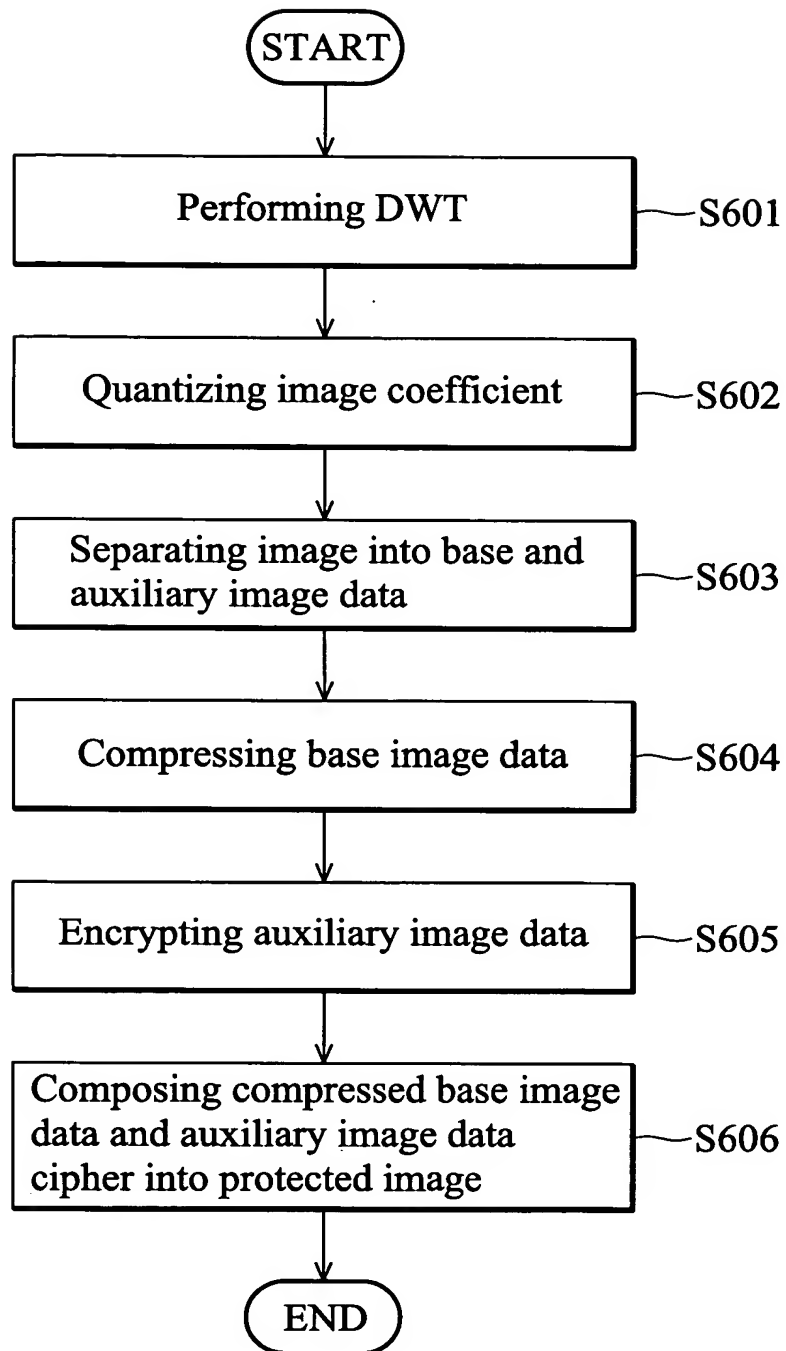 START
Performing DWT
S601
Quantizing image coefficient
S602
Separating image into base and
auxiliary image data
S603
Compressing base image data
S604
Encrypting auxiliary image data
S605
Composing compressed base image
data and auxiliary image data
cipher into protected image
S606
END